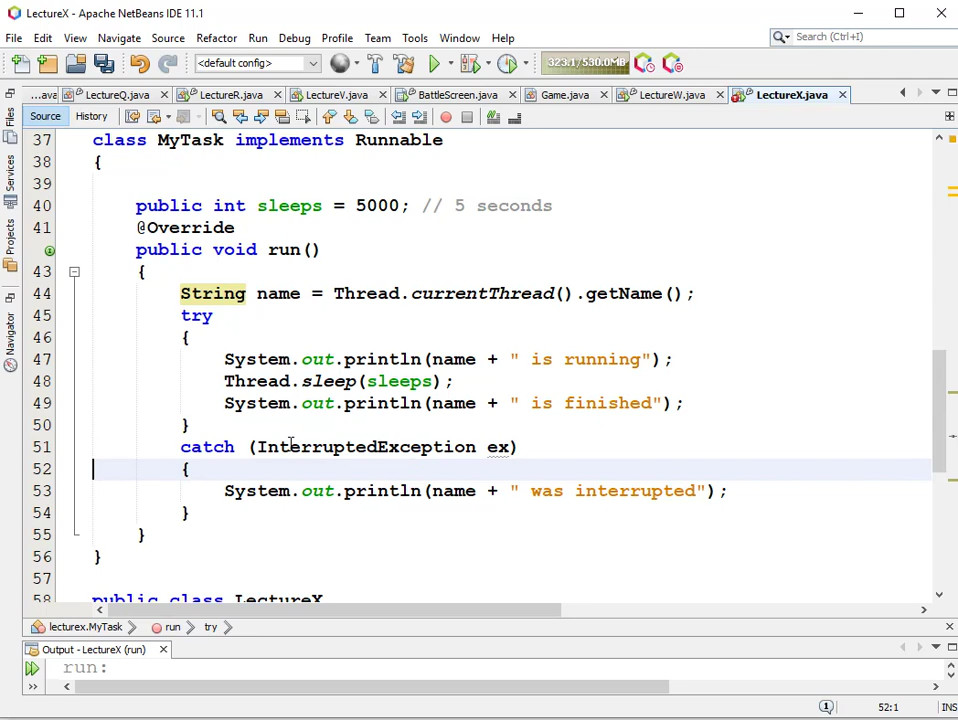 LectureX - Apache NetBeans IDE 11.1
File Edit View Navigate Source Refactor Run Debug Profile Team Tools Window Help
Search (Ctrl+I)
<default config>
323.1/530.0MB
...ava LectureQ.java LectureR.java LectureV.java BattleScreen.java Game.java LectureW.java LectureX.java
Source History
Files
Services
Projects
Navigator
37 class MyTask implements Runnable
38 {
39
40 public int sleeps = 5000; // 5 seconds
41 @Override
public void run()
43 {
44 String name = Thread.currentThread().getName();
45 try
46 {
47 System.out.println(name + " is running");
48 Thread.sleep(sleeps);
49 System.out.println(name + " is finished");
50 }
51 catch (InterruptedException ex)
52 {
53 System.out.println(name + " was interrupted");
54 }
55 }
56 }
57
58 public class LectureX
lecturex.MyTask run try
Output - LectureX (run)
run:
52:1 INS